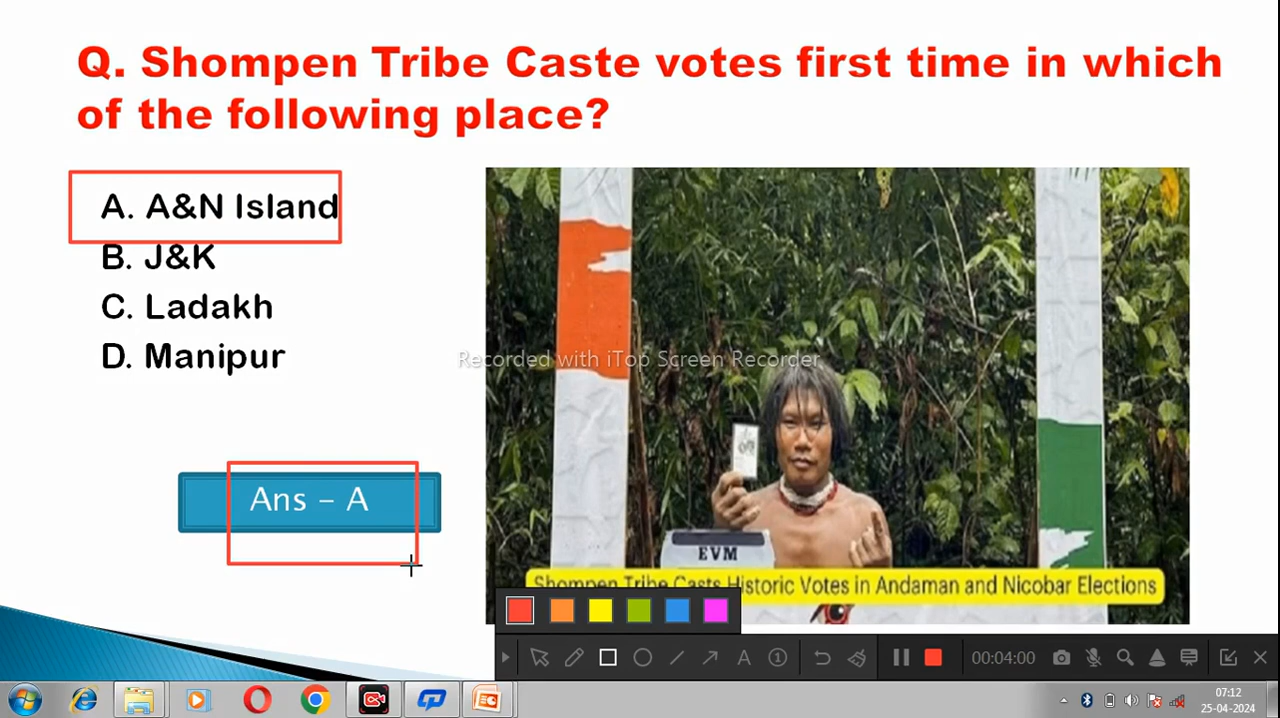 Q. Shompen Tribe Caste votes first time in which
of the following place?
A. A&N Island
B. J&K
C. Ladakh
D. Manipur
Recorded with iTop Screen Recorder
EVM
Ans – A
Shompen Tribe Casts Historic Votes in Andaman and Nicobar Elections
00:04:00
07:12
25-04-2024